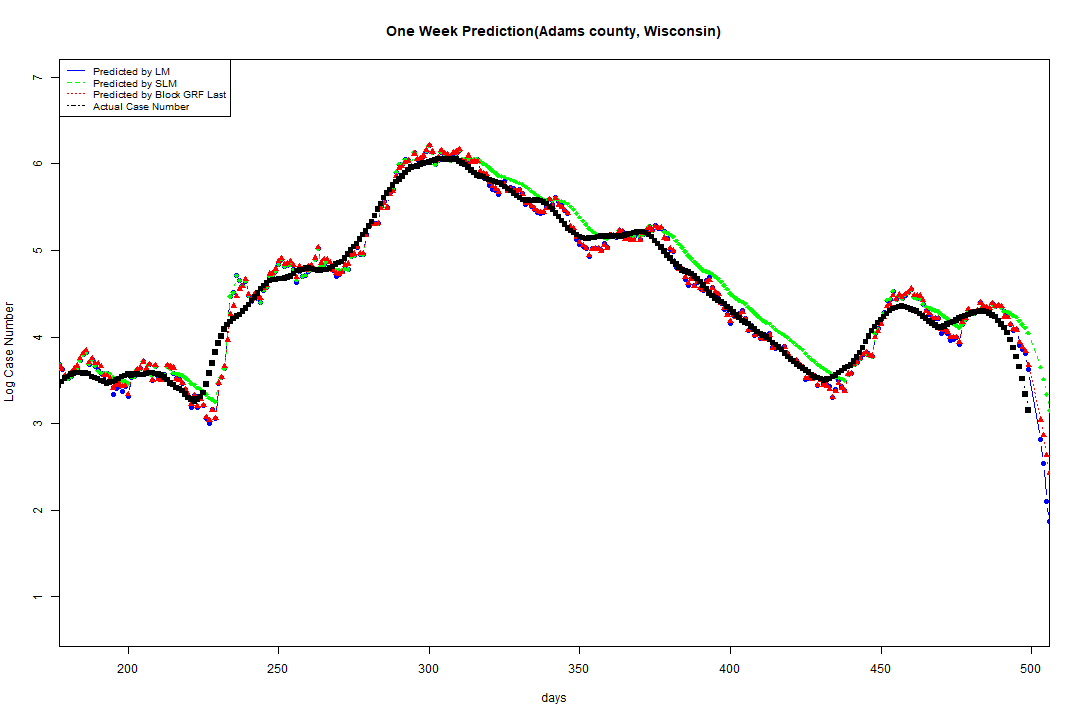 One Week Prediction(Adams county, Wisconsin)
Predicted by LM
Predicted by SLM
Predicted by Block GRF Last
Actual Case Number
7
6
5
4
3
2
1
Log Case Number
200 250 300 350 400 450 500
days